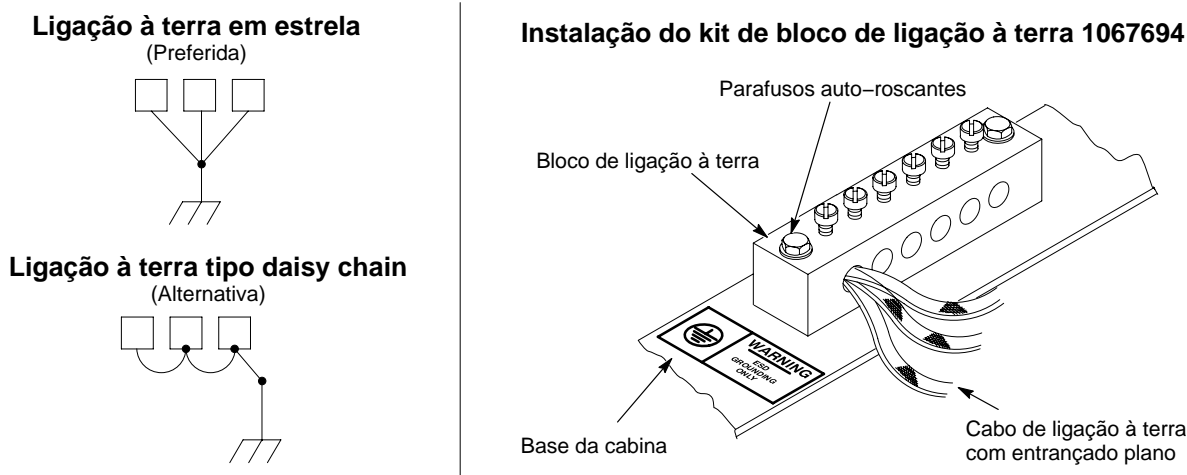 Ligação à terra em estrela
(Preferida)
Ligação à terra tipo daisy chain
(Alternativa)
Instalação do kit de bloco de ligação à terra 1067694
Parafusos auto−roscantes
Bloco de ligação à terra
WARNING
ESD
GROUNDING
ONLY
Base da cabina
Cabo de ligação à terra
com entrançado plano